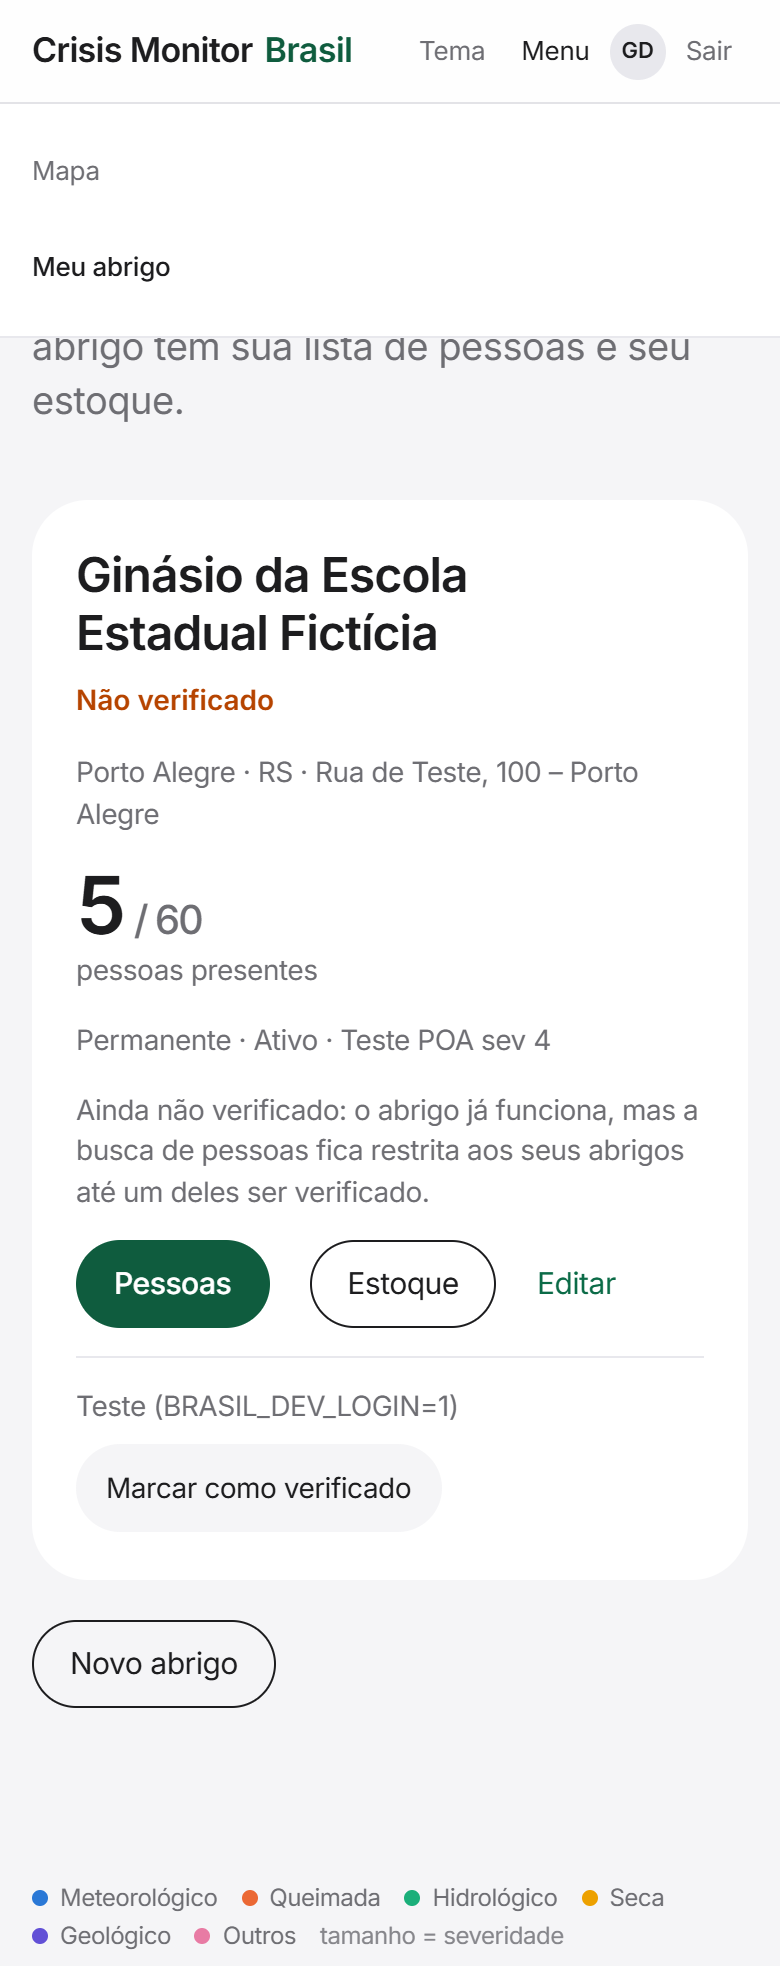 Crisis Monitor Brasil Tema Menu GD Sair
Mapa
Meu abrigo
abrigo tem sua lista de pessoas e seu
estoque.
Ginásio da Escola
Estadual Fictícia
Não verificado
Porto Alegre · RS · Rua de Teste, 100 – Porto
Alegre
5 / 60
pessoas presentes
Permanente · Ativo · Teste POA sev 4
Ainda não verificado: o abrigo já funciona, mas a
busca de pessoas fica restrita aos seus abrigos
até um deles ser verificado.
Pessoas Estoque Editar
Teste (BRASIL_DEV_LOGIN=1)
Marcar como verificado
Novo abrigo
Meteorológico Queimada Hidrológico Seca
Geológico Outros tamanho = severidade